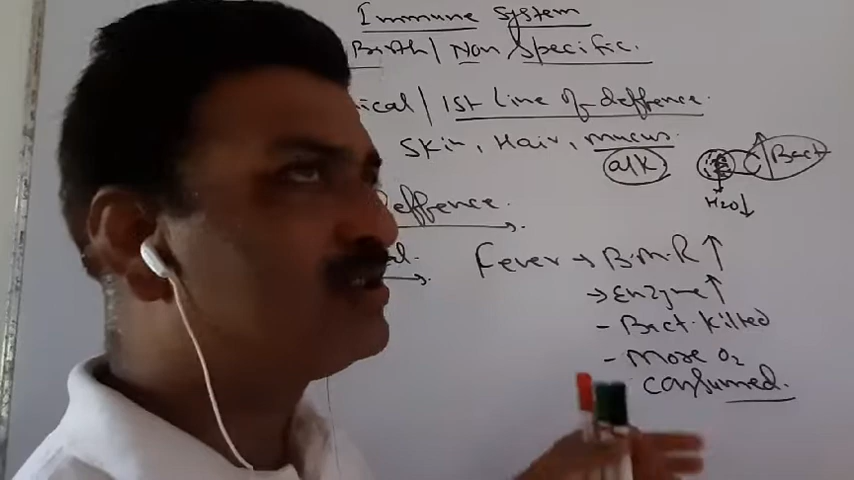 Immune System
Birth/ Non specific.
ical/ 1st Line of deffence
Skin, Hair, mucus.
alk
Bact
H2O↓
deffence
al.
Fever → B.M.R ↑
→ Enzyme ↑
- Bact. killed
- More O2
consumed.